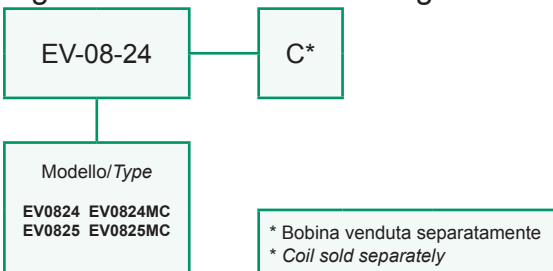 EV-08-24
C*
Modello/Type
EV0824 EV0824MC
EV0825 EV0825MC
* Bobina venduta separatamente
* Coil sold separately